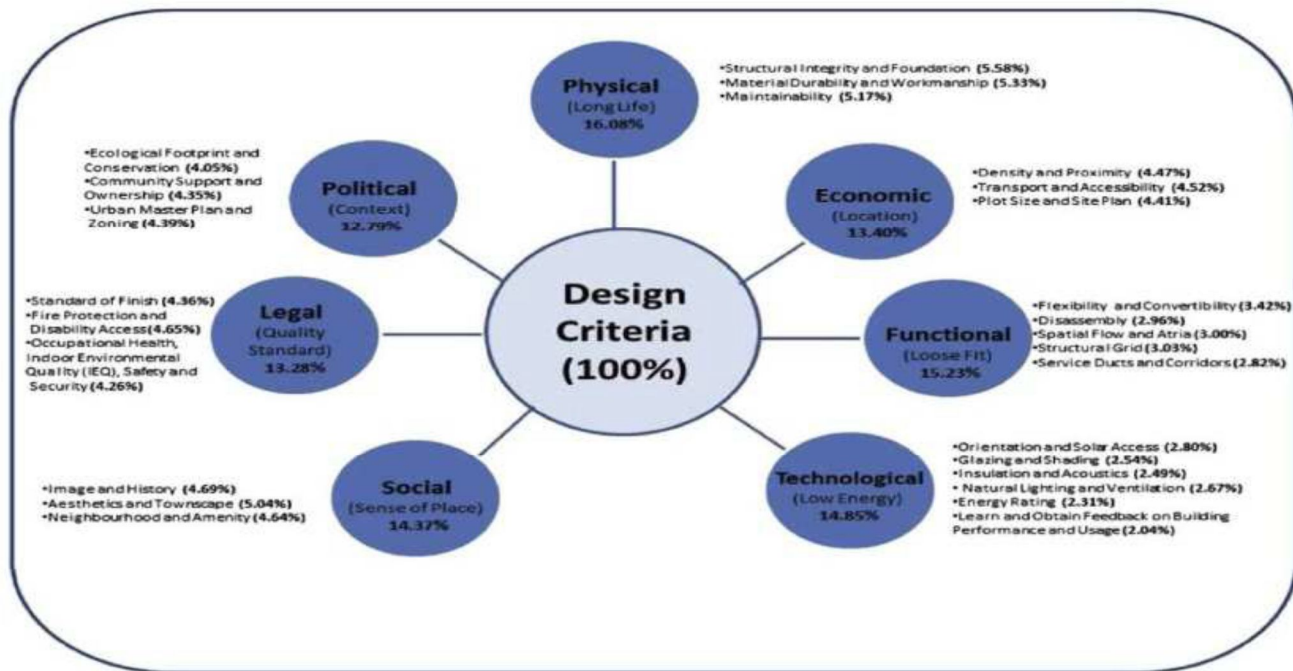 Physical
(Long Life)
16.08%
•Structural Integrity and Foundation (5.58%)
•Material Durability and Workmanship (5.33%)
•Maintainability (5.17%)
•Ecological Footprint and
Conservation (4.05%)
•Community Support and
Ownership (4.35%)
•Urban Master Plan and
Zoning (4.39%)
Political
(Context)
12.79%
Economic
(Location)
13.40%
•Density and Proximity (4.47%)
•Transport and Accessibility (4.52%)
•Plot Size and Site Plan (4.41%)
Design
Criteria
(100%)
•Standard of Finish (4.36%)
•Fire Protection and
Disability Access (4.65%)
•Occupational Health,
Indoor Environmental
Quality (IEQ), Safety and
Security (4.26%)
Legal
(Quality
Standard)
13.28%
Functional
(Loose Fit)
15.23%
•Flexibility and Convertibility (3.42%)
•Disassembly (2.96%)
•Spatial Flow and Atria (3.00%)
•Structural Grid (3.03%)
•Service Ducts and Corridors (2.82%)
•Image and History (4.69%)
•Aesthetics and Townscape (5.04%)
•Neighbourhood and Amenity (4.64%)
Social
(Sense of Place)
14.37%
Technological
(Low Energy)
14.85%
•Orientation and Solar Access (2.80%)
•Glazing and Shading (2.54%)
•Insulation and Acoustics (2.49%)
• Natural Lighting and Ventilation (2.67%)
•Energy Rating (2.31%)
•Learn and Obtain Feedback on Building
Performance and Usage (2.04%)